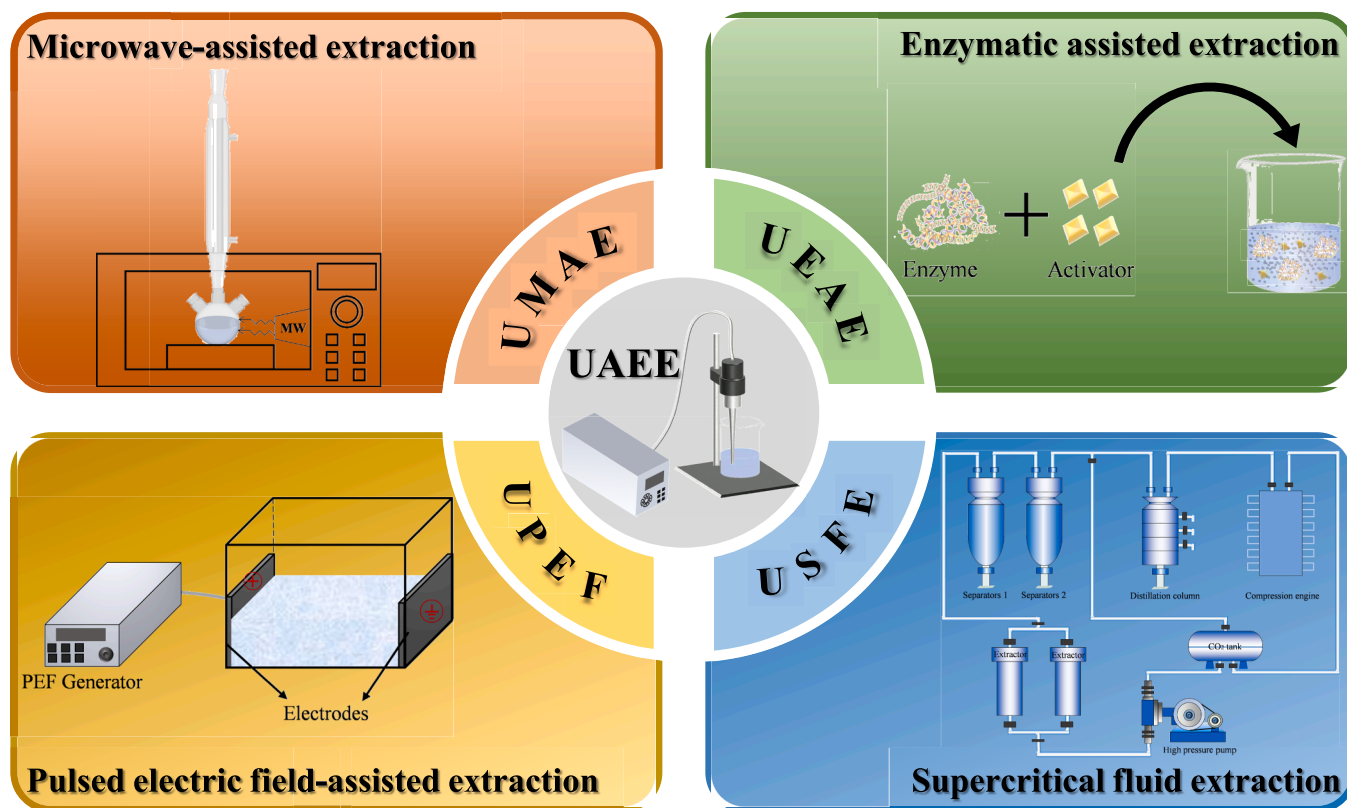 Microwave-assisted extraction
MW
UMAE
Enzymatic assisted extraction
Enzyme
Activator
UEAE
UAEE
UPEF
PEF Generator
Electrodes
Pulsed electric field-assisted extraction
USFE
Separators 1
Separators 2
Distillation column
Compression engine
Extractor
Extractor
CO₂ tank
High pressure pump
Supercritical fluid extraction